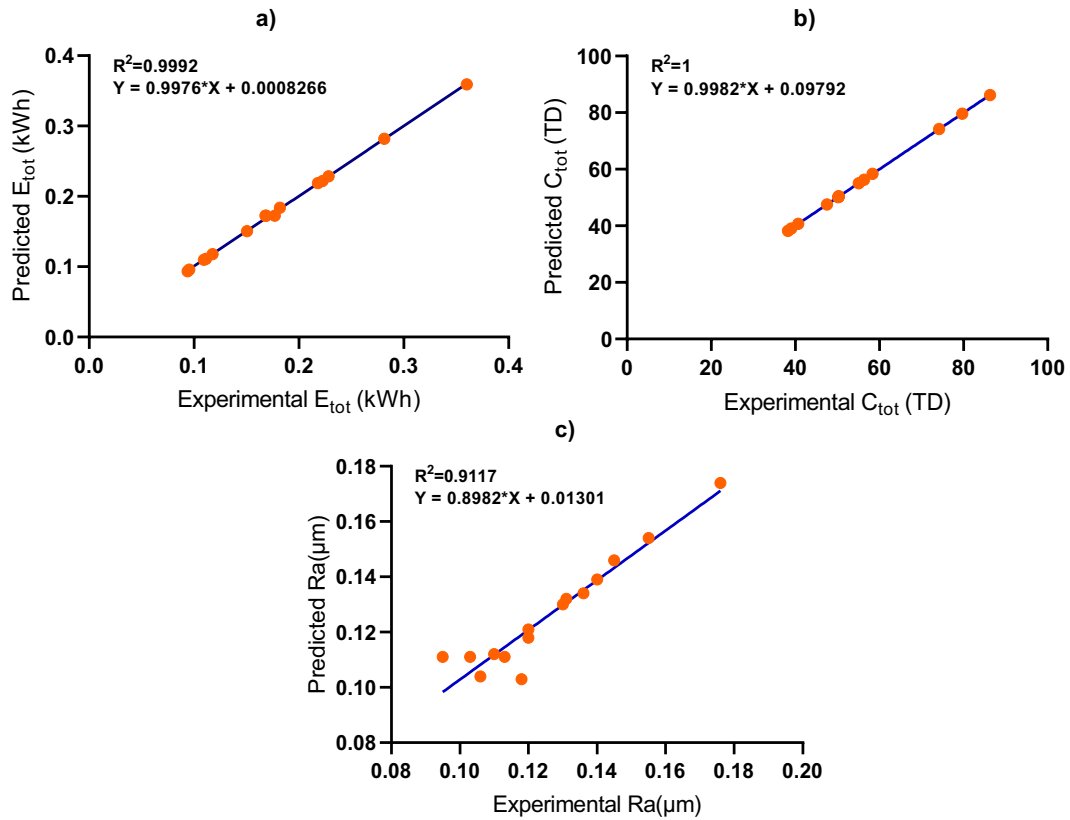 a)
R²=0.9992
Y = 0.9976*X + 0.0008266
Predicted E_tot (kWh)
0.4
0.3
0.2
0.1
0.0
0.0 0.1 0.2 0.3 0.4
Experimental E_tot (kWh)
b)
R²=1
Y = 0.9982*X + 0.09792
Predicted C_tot (TD)
100
80
60
40
20
0
0 20 40 60 80 100
Experimental C_tot (TD)
c)
R²=0.9117
Y = 0.8982*X + 0.01301
Predicted Ra(µm)
0.18
0.16
0.14
0.12
0.10
0.08
0.08 0.10 0.12 0.14 0.16 0.18 0.20
Experimental Ra(µm)